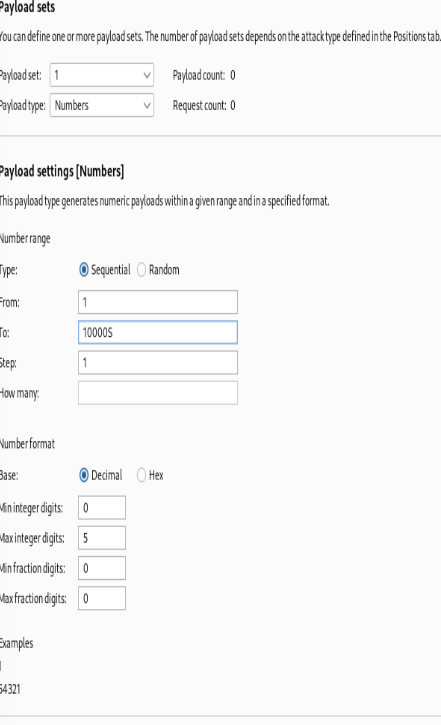 Payload sets
You can define one or more payload sets. The number of payload sets depends on the attack type defined in the Positions tab.
Payload set: 1 Payload count: 0
Payload type: Numbers Request count: 0
Payload settings [Numbers]
This payload type generates numeric payloads within a given range and in a specified format.
Number range
Type: Sequential Random
From: 1
To: 10000S
Step: 1
How many:
Number format
Base: Decimal Hex
Min integer digits: 0
Max integer digits: 5
Min fraction digits: 0
Max fraction digits: 0
Examples
1
54321